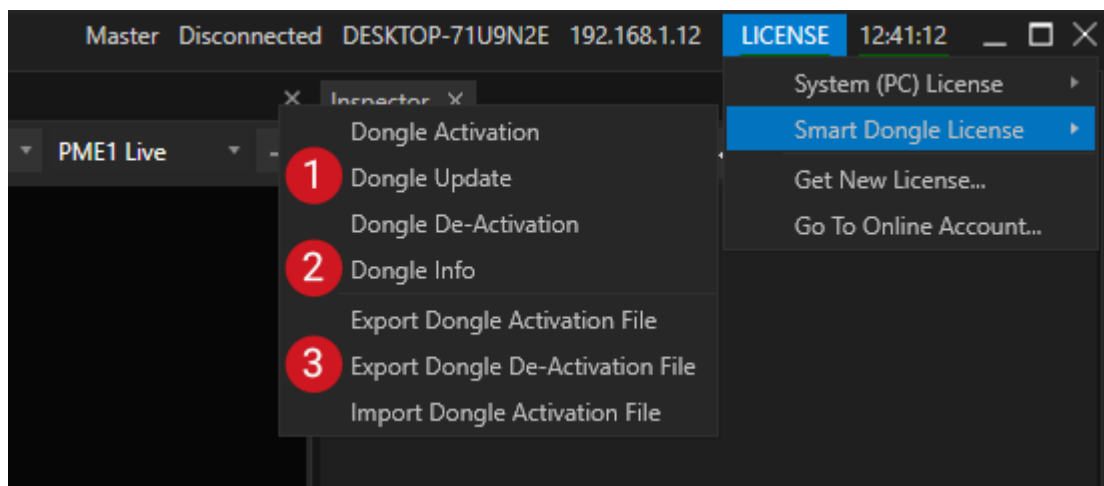 Master Disconnected DESKTOP-71U9N2E 192.168.1.12 LICENSE 12:41:12
Inspector
PME1 Live
System (PC) License
Smart Dongle License
Get New License...
Go To Online Account...
Dongle Activation
1 Dongle Update
Dongle De-Activation
2 Dongle Info
Export Dongle Activation File
3 Export Dongle De-Activation File
Import Dongle Activation File